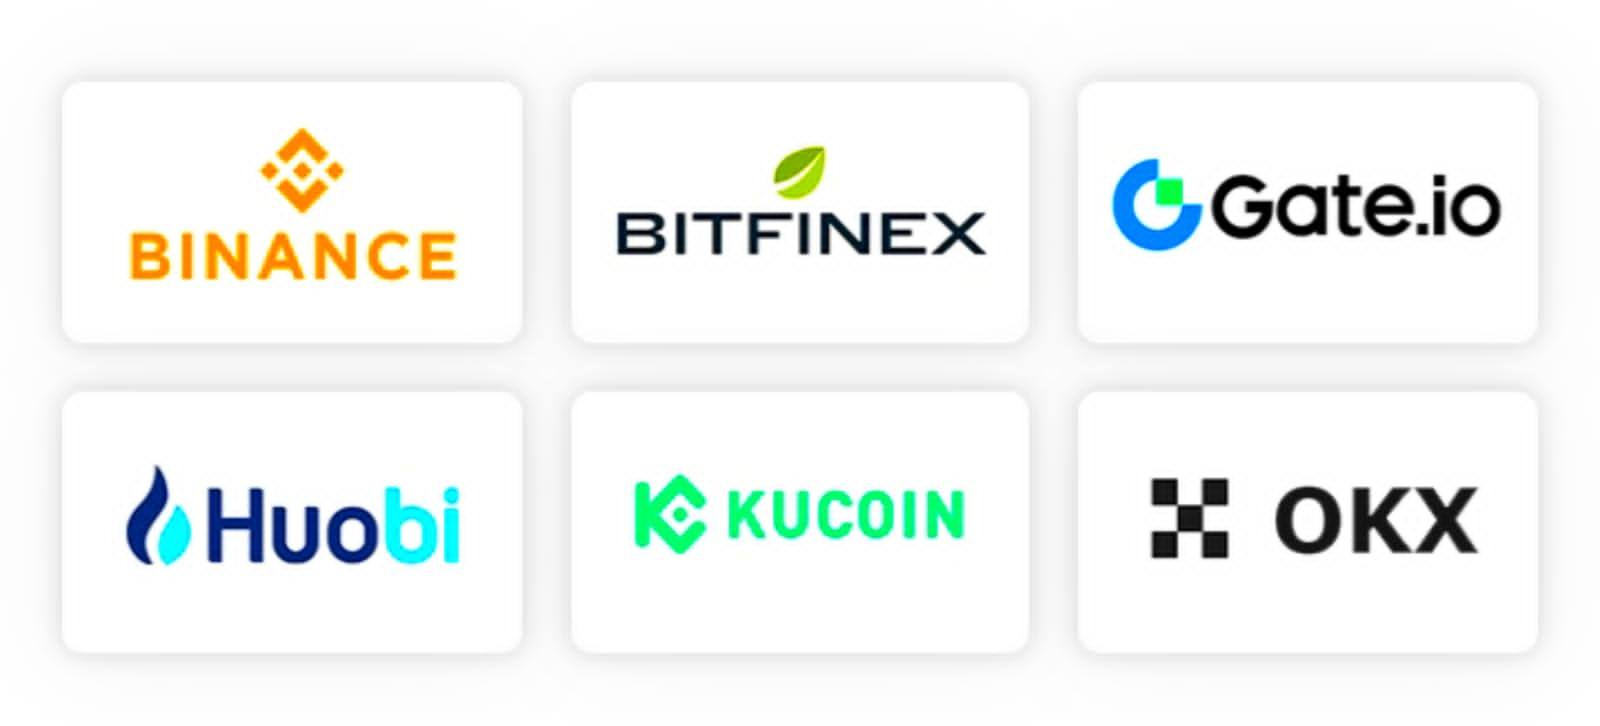 BINANCE
BITFINEX
Gate.io
Huobi
KUCOIN
OKX